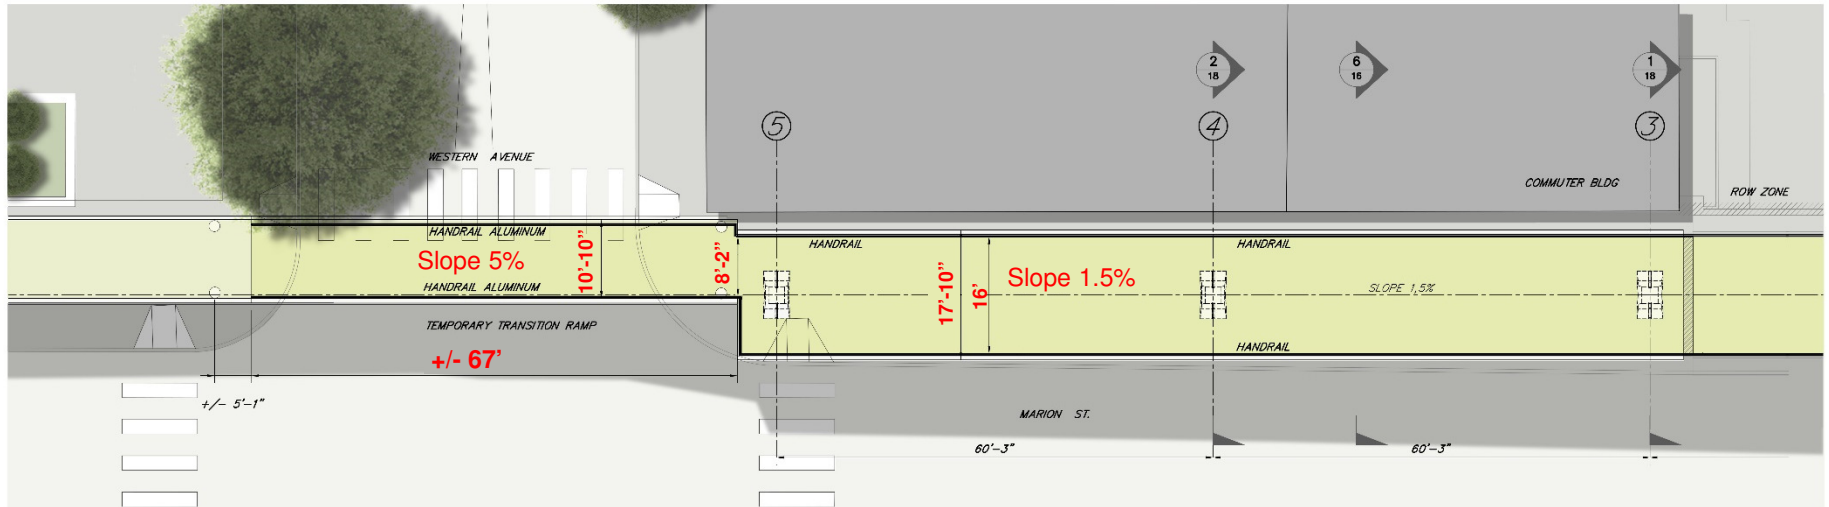 2
18
6
16
1
18
5
4
3
WESTERN AVENUE
COMMUTER BLDG
ROW ZONE
HANDRAIL ALUMINUM
HANDRAIL
HANDRAIL
Slope 5%
10'-10"
8'-2"
17'-10"
16'
Slope 1.5%
SLOPE 1,5%
HANDRAIL ALUMINUM
TEMPORARY TRANSITION RAMP
HANDRAIL
+/- 67'
+/- 5'-1"
MARION ST.
60'-3"
60'-3"